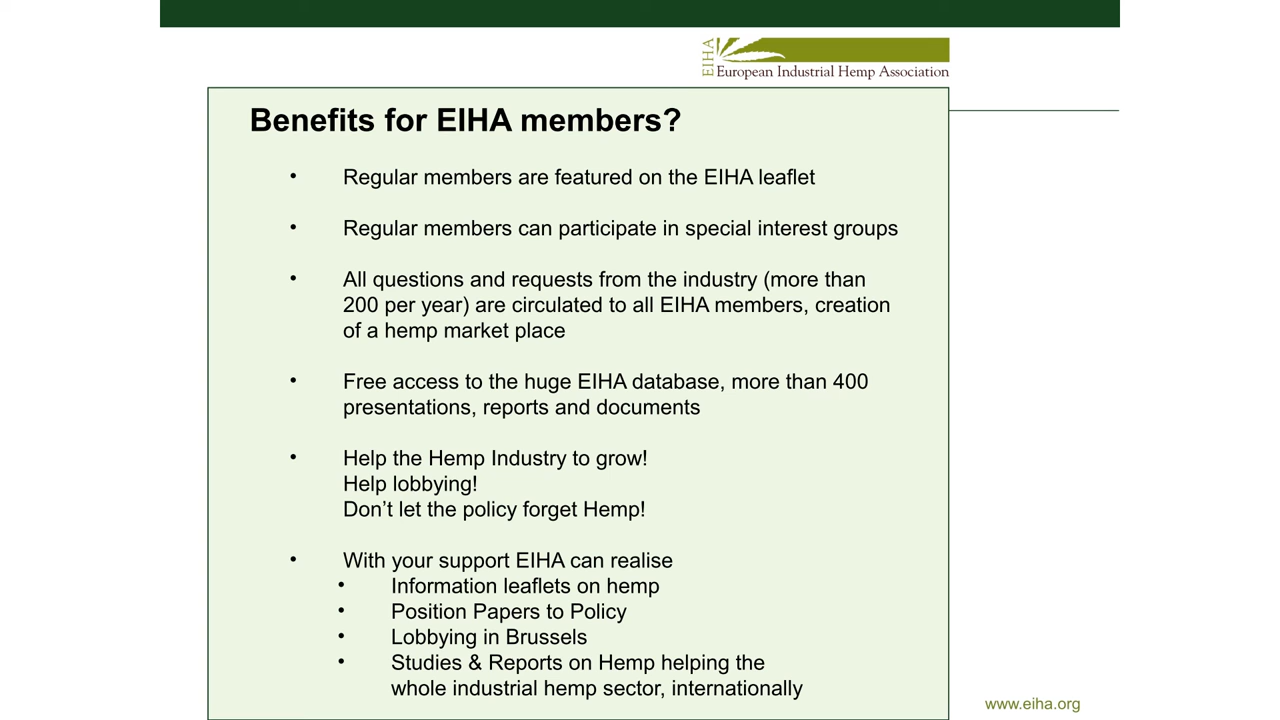 EIHA
European Industrial Hemp Association
Benefits for EIHA members?
• Regular members are featured on the EIHA leaflet
• Regular members can participate in special interest groups
• All questions and requests from the industry (more than
200 per year) are circulated to all EIHA members, creation
of a hemp market place
• Free access to the huge EIHA database, more than 400
presentations, reports and documents
• Help the Hemp Industry to grow!
Help lobbying!
Don’t let the policy forget Hemp!
• With your support EIHA can realise
• Information leaflets on hemp
• Position Papers to Policy
• Lobbying in Brussels
• Studies & Reports on Hemp helping the
whole industrial hemp sector, internationally
www.eiha.org